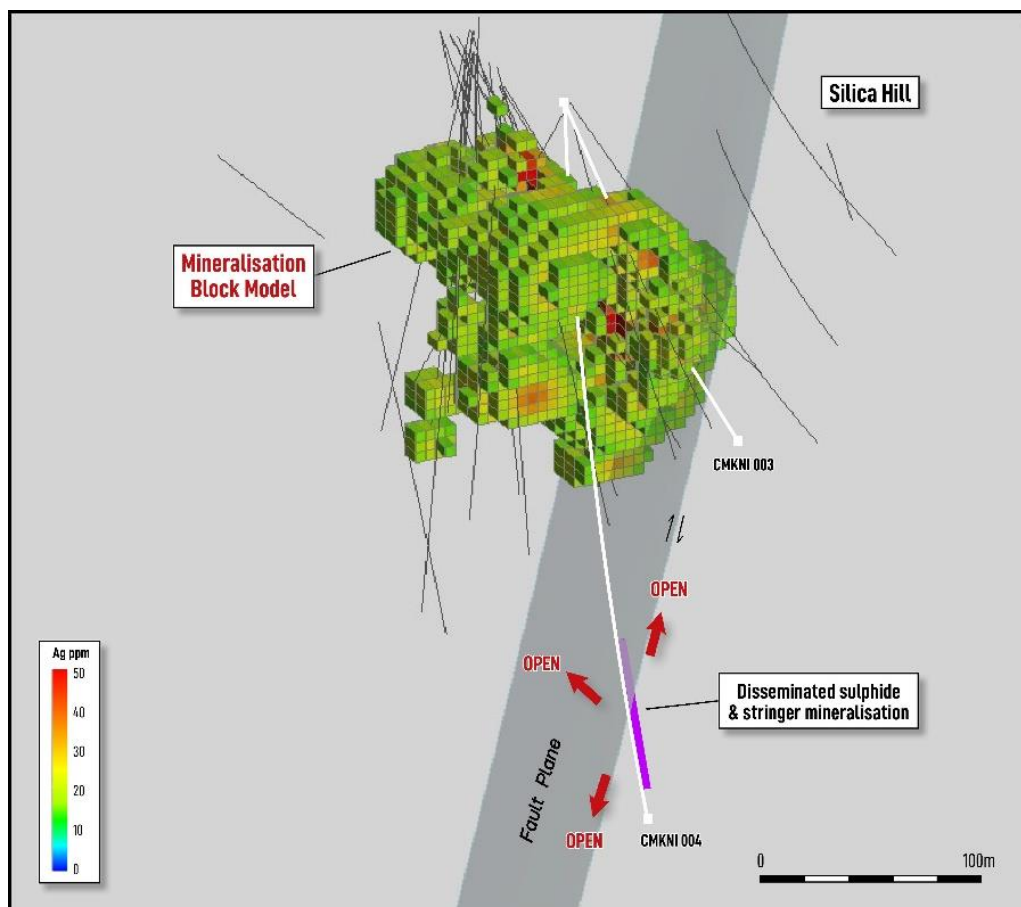 Silica Hill
Mineralisation
Block Model
CMKNI 003
OPEN
OPEN
Disseminated sulphide
& stringer mineralisation
Fault Plane
OPEN
CMKNI 004
Ag ppm
50
40
30
20
10
0
0
100m